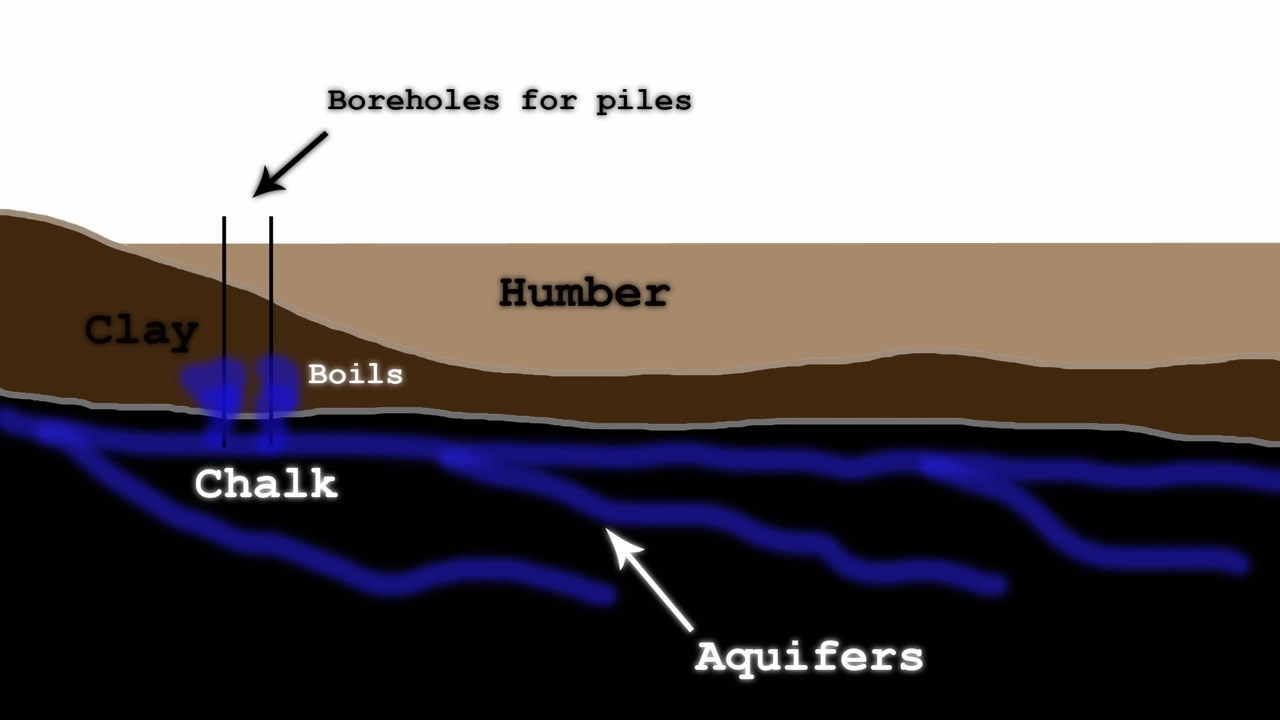 Boreholes for piles
Humber
Clay
Boils
Chalk
Aquifers